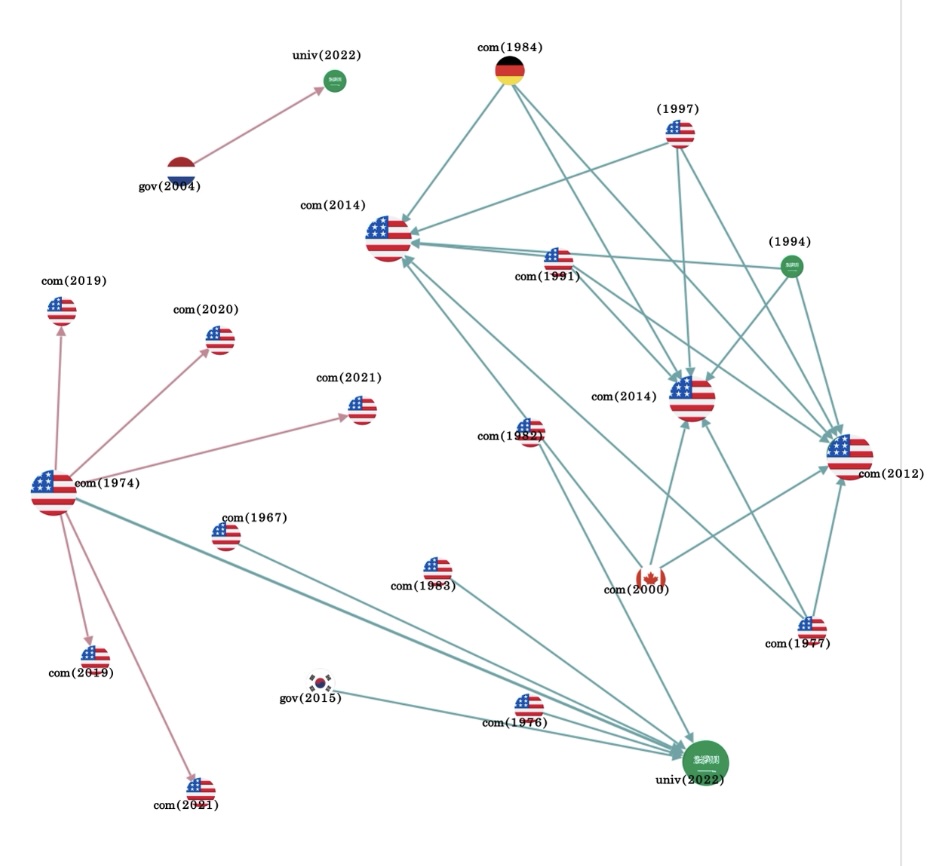 com(1984)
univ(2022)
(1997)
gov(2004)
com(2014)
(1994)
com(1991)
com(2019)
com(2020)
com(2021)
com(2014)
com(1982)
com(2012)
com(1974)
com(1967)
com(1983)
com(2000)
com(1977)
com(2019)
gov(2015)
com(1976)
univ(2022)
com(2021)